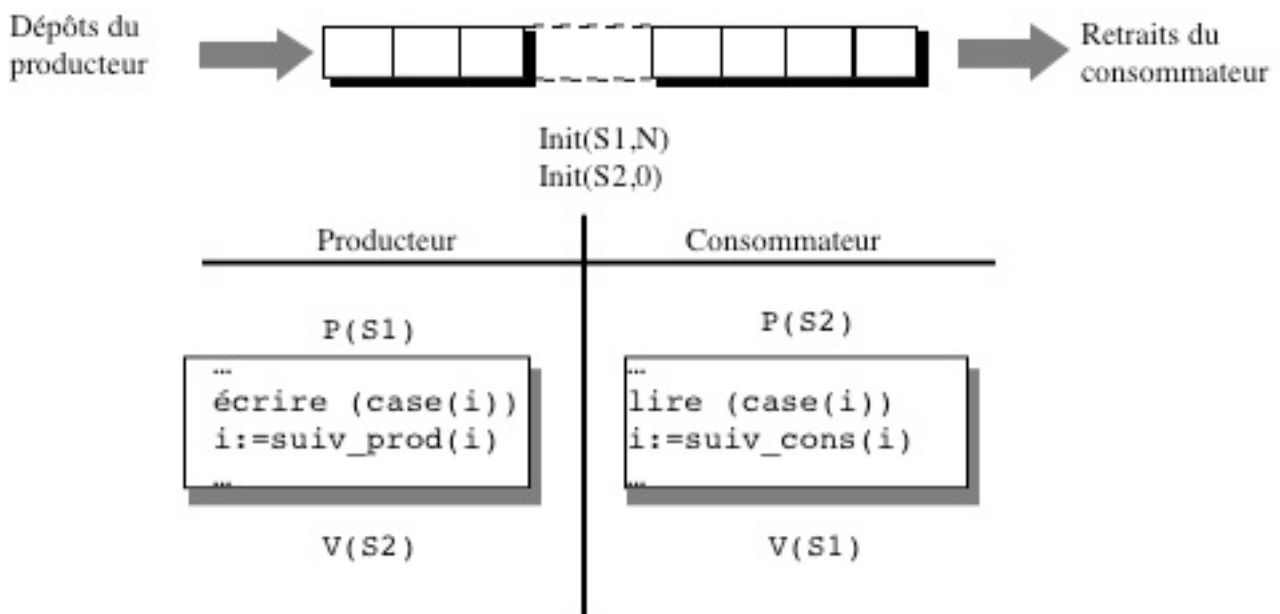 Dépôts du
producteur
Retraits du
consommateur
Init(S1,N)
Init(S2,0)
Producteur
Consommateur
P(S1)
P(S2)
...
écrire (case(i))
i:=suiv_prod(i)
...
...
lire (case(i))
i:=suiv_cons(i)
...
V(S2)
V(S1)